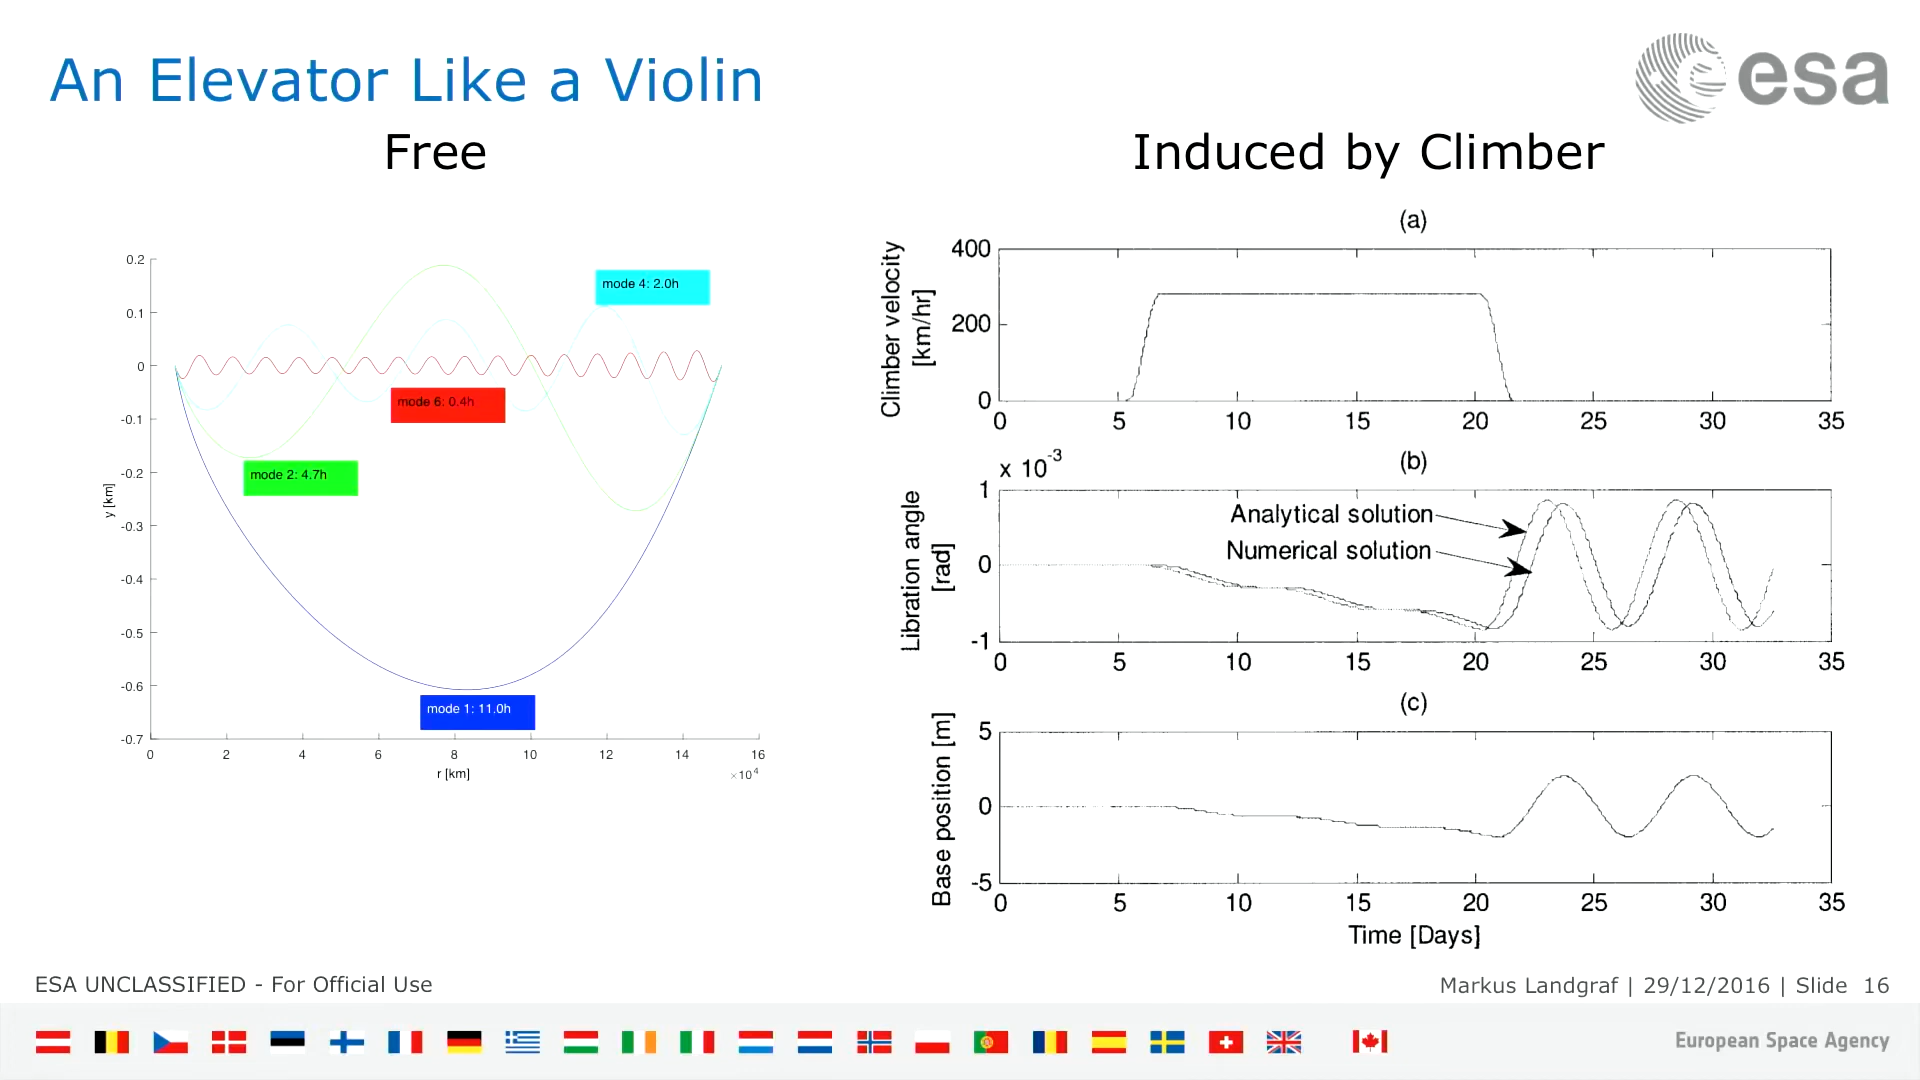 An Elevator Like a Violin
esa
Free
Induced by Climber
0.2
0.1
0
-0.1
-0.2
-0.3
-0.4
-0.5
-0.6
-0.7
y [km]
mode 4: 2.0h
mode 6: 0.4h
mode 2: 4.7h
mode 1: 11.0h
0 2 4 6 8 10 12 14 16
r [km]
×10^4
(a)
Climber velocity
[km/hr]
400
200
0
0 5 10 15 20 25 30 35
(b)
x 10^-3
Libration angle
[rad]
1
0
-1
Analytical solution
Numerical solution
0 5 10 15 20 25 30 35
(c)
Base position [m]
5
0
-5
0 5 10 15 20 25 30 35
Time [Days]
ESA UNCLASSIFIED - For Official Use
Markus Landgraf | 29/12/2016 | Slide 16
European Space Agency